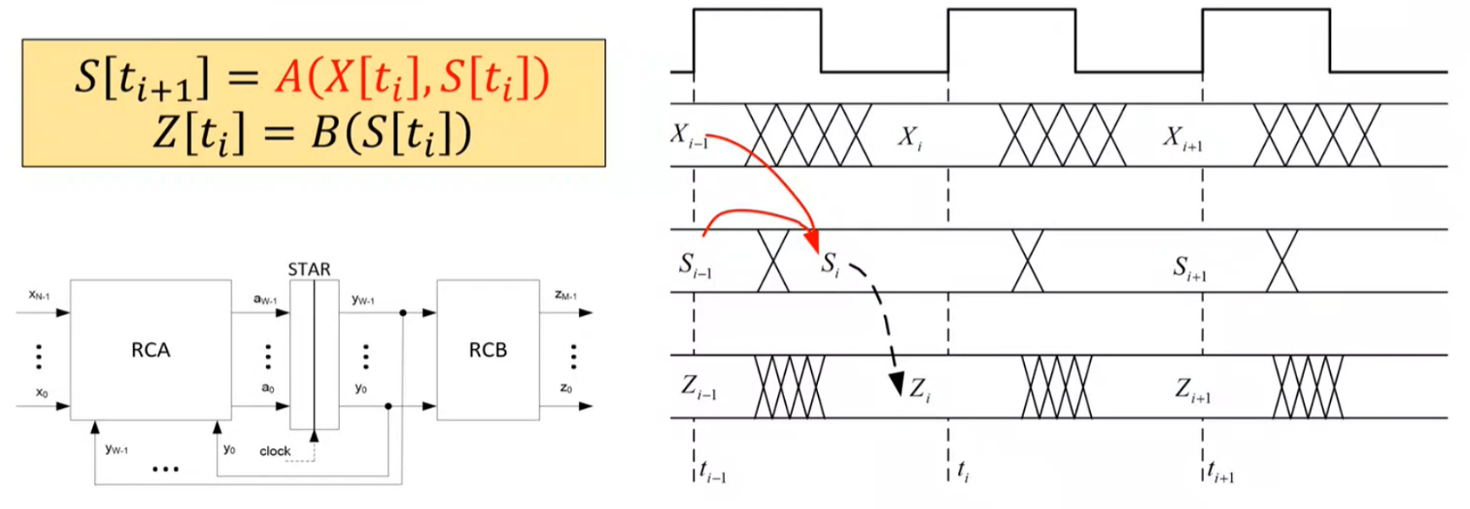 S[t_{i+1}] = A(X[t_i], S[t_i])
Z[t_i] = B(S[t_i])
STAR
x_{N-1}
a_{W-1}
y_{W-1}
z_{M-1}
RCA
RCB
x_0
a_0
y_0
z_0
y_{W-1}
y_0
clock
X_{i-1}
X_i
X_{i+1}
S_{i-1}
S_i
S_{i+1}
Z_{i-1}
Z_i
Z_{i+1}
t_{i-1}
t_i
t_{i+1}